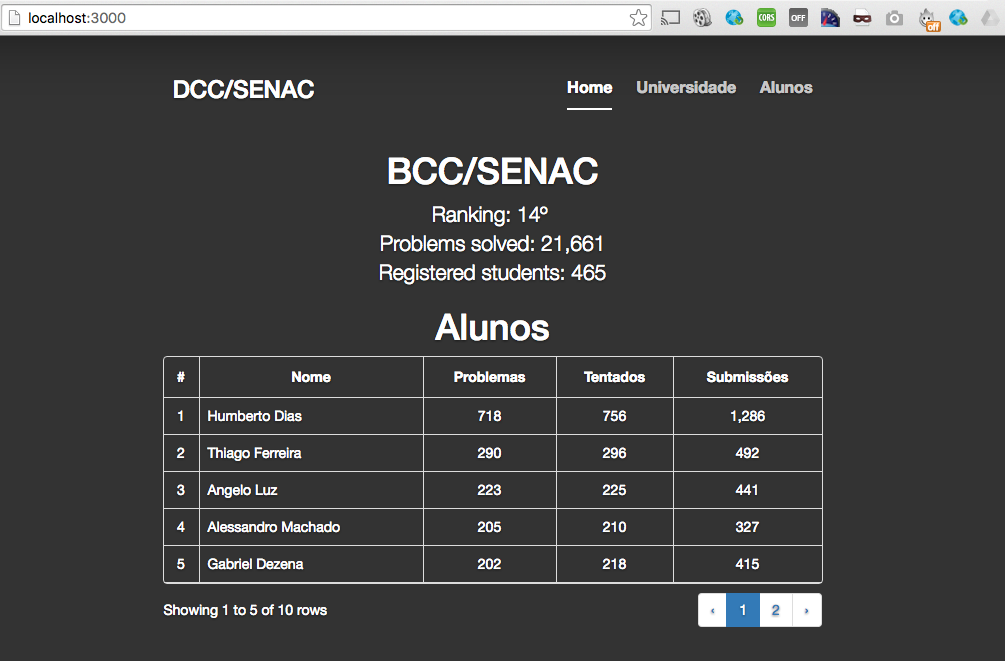 localhost:3000
CORS OFF off
DCC/SENAC Home Universidade Alunos
BCC/SENAC
Ranking: 14º
Problems solved: 21,661
Registered students: 465
Alunos
# Nome Problemas Tentados Submissões
1 Humberto Dias 718 756 1,286
2 Thiago Ferreira 290 296 492
3 Angelo Luz 223 225 441
4 Alessandro Machado 205 210 327
5 Gabriel Dezena 202 218 415
Showing 1 to 5 of 10 rows ‹ 1 2 ›